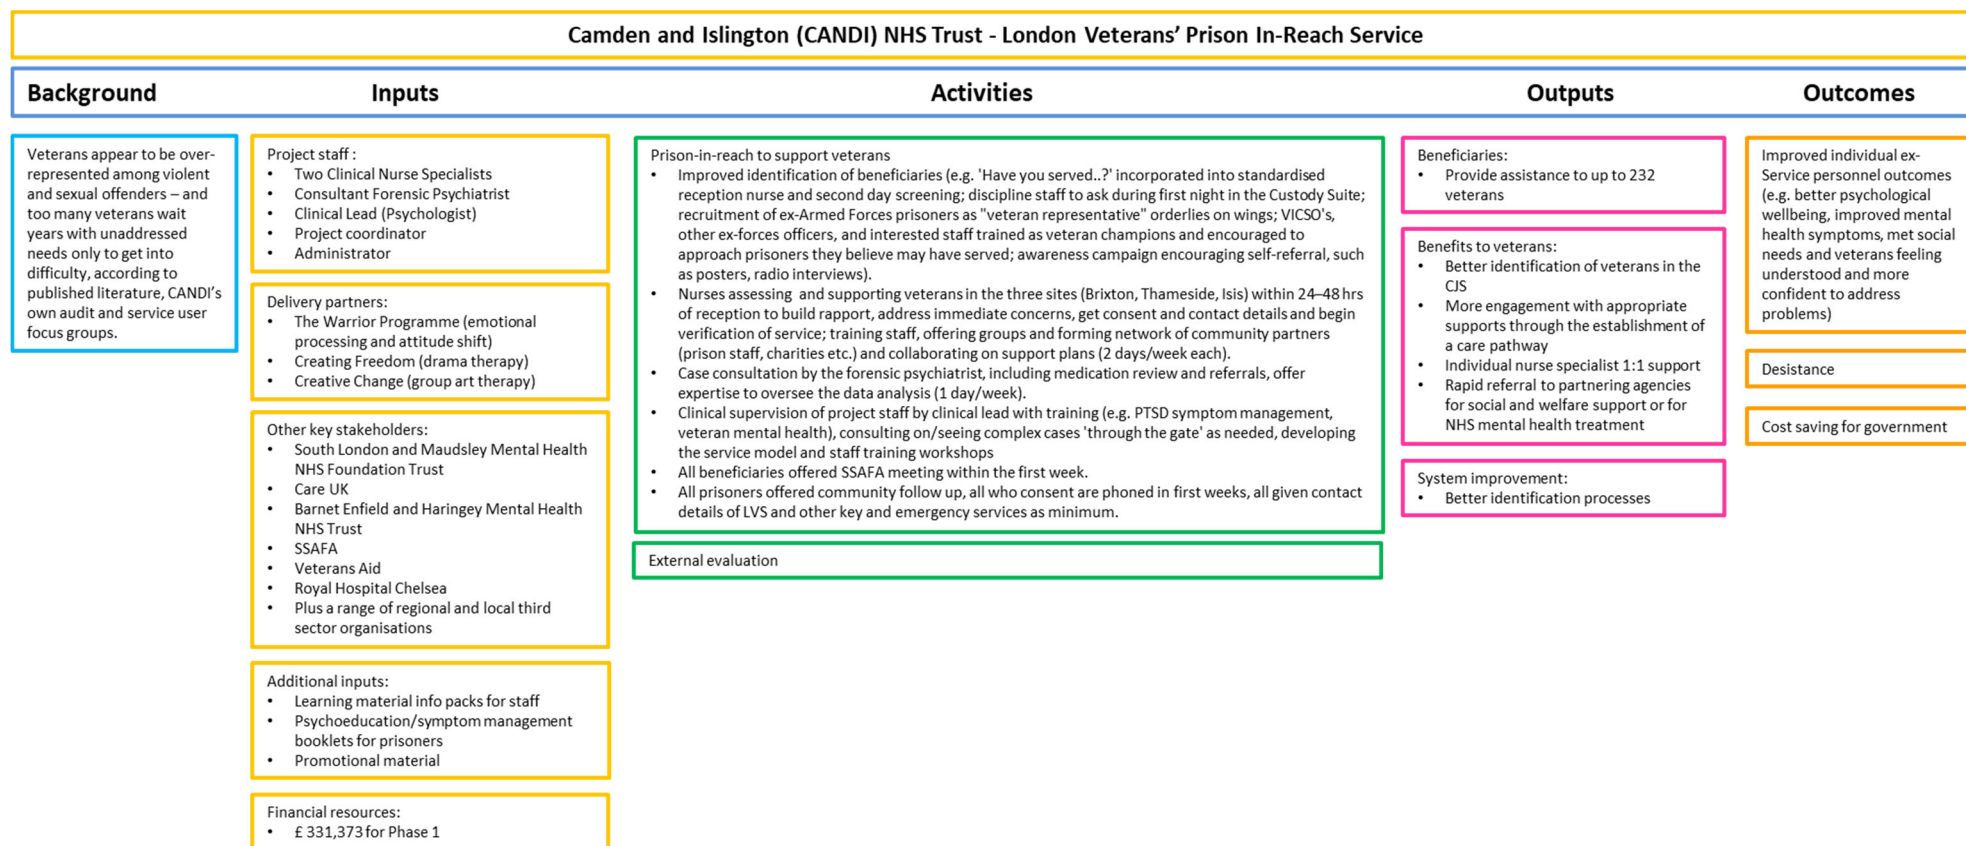 Camden and Islington (CANDI) NHS Trust - London Veterans’ Prison In-Reach Service
Background
Inputs
Activities
Outputs
Outcomes
Veterans appear to be over-
represented among violent
and sexual offenders – and
too many veterans wait
years with unaddressed
needs only to get into
difficulty, according to
published literature, CANDI’s
own audit and service user
focus groups.
Project staff :
• Two Clinical Nurse Specialists
• Consultant Forensic Psychiatrist
• Clinical Lead (Psychologist)
• Project coordinator
• Administrator
Delivery partners:
• The Warrior Programme (emotional
processing and attitude shift)
• Creating Freedom (drama therapy)
• Creative Change (group art therapy)
Other key stakeholders:
• South London and Maudsley Mental Health
NHS Foundation Trust
• Care UK
• Barnet Enfield and Haringey Mental Health
NHS Trust
• SSAFA
• Veterans Aid
• Royal Hospital Chelsea
• Plus a range of regional and local third
sector organisations
Additional inputs:
• Learning material info packs for staff
• Psychoeducation/symptom management
booklets for prisoners
• Promotional material
Financial resources:
• £ 331,373 for Phase 1
Prison-in-reach to support veterans
• Improved identification of beneficiaries (e.g. 'Have you served..?' incorporated into standardised
reception nurse and second day screening; discipline staff to ask during first night in the Custody Suite;
recruitment of ex-Armed Forces prisoners as "veteran representative" orderlies on wings; VICSO's,
other ex-forces officers, and interested staff trained as veteran champions and encouraged to
approach prisoners they believe may have served; awareness campaign encouraging self-referral, such
as posters, radio interviews).
• Nurses assessing and supporting veterans in the three sites (Brixton, Thameside, Isis) within 24–48 hrs
of reception to build rapport, address immediate concerns, get consent and contact details and begin
verification of service; training staff, offering groups and forming network of community partners
(prison staff, charities etc.) and collaborating on support plans (2 days/week each).
• Case consultation by the forensic psychiatrist, including medication review and referrals, offer
expertise to oversee the data analysis (1 day/week).
• Clinical supervision of project staff by clinical lead with training (e.g. PTSD symptom management,
veteran mental health), consulting on/seeing complex cases 'through the gate' as needed, developing
the service model and staff training workshops
• All beneficiaries offered SSAFA meeting within the first week.
• All prisoners offered community follow up, all who consent are phoned in first weeks, all given contact
details of LVS and other key and emergency services as minimum.
External evaluation
Beneficiaries:
• Provide assistance to up to 232
veterans
Benefits to veterans:
• Better identification of veterans in the
CJS
• More engagement with appropriate
supports through the establishment of
a care pathway
• Individual nurse specialist 1:1 support
• Rapid referral to partnering agencies
for social and welfare support or for
NHS mental health treatment
System improvement:
• Better identification processes
Improved individual ex-
Service personnel outcomes
(e.g. better psychological
wellbeing, improved mental
health symptoms, met social
needs and veterans feeling
understood and more
confident to address
problems)
Desistance
Cost saving for government